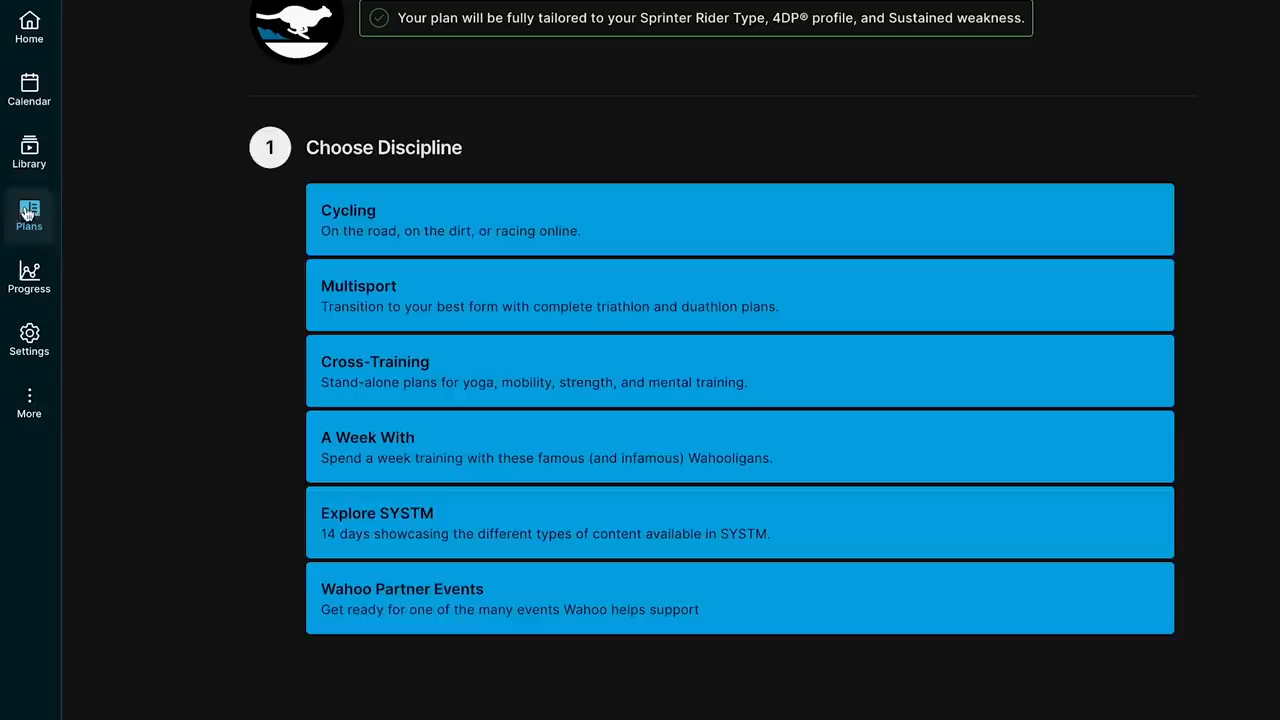 Home
Calendar
Library
Plans
Progress
Settings
More
Your plan will be fully tailored to your Sprinter Rider Type, 4DP® profile, and Sustained weakness.
1 Choose Discipline
Cycling
On the road, on the dirt, or racing online.
Multisport
Transition to your best form with complete triathlon and duathlon plans.
Cross-Training
Stand-alone plans for yoga, mobility, strength, and mental training.
A Week With
Spend a week training with these famous (and infamous) Wahooligans.
Explore SYSTM
14 days showcasing the different types of content available in SYSTM.
Wahoo Partner Events
Get ready for one of the many events Wahoo helps support